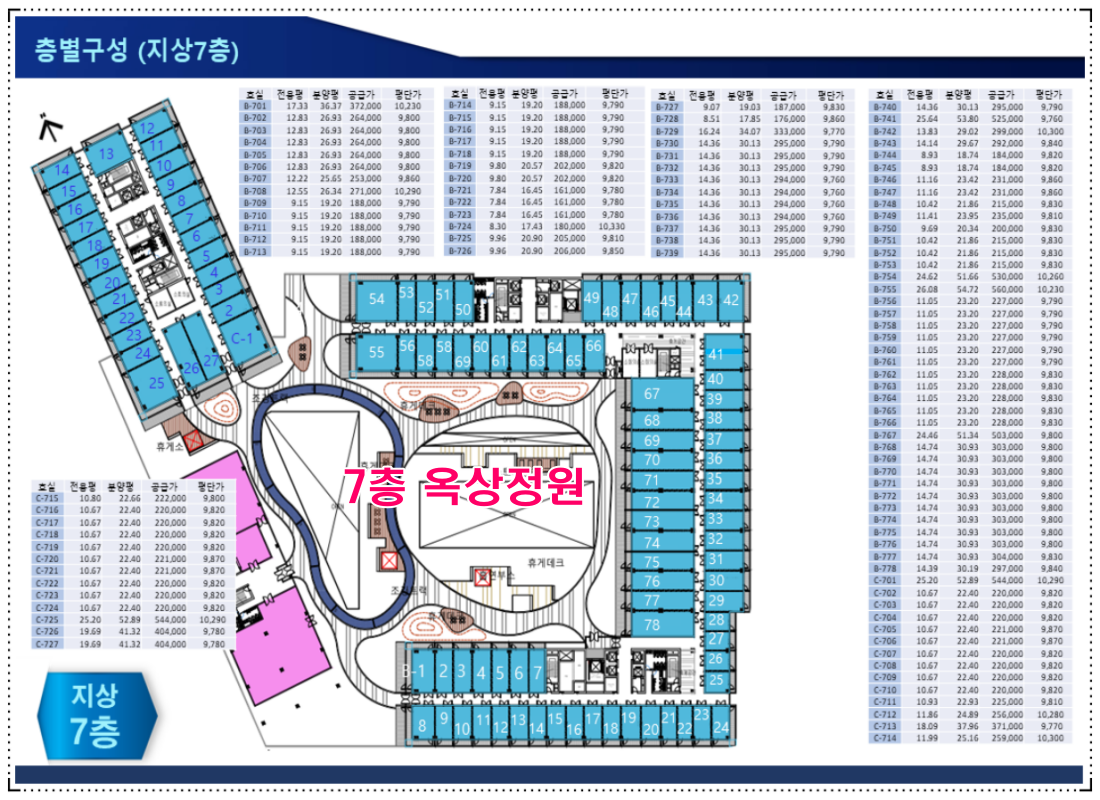 층별구성 (지상7층)
호실 전용평 분양평 공급가 평단가
B-701 17.33 36.37 372,000 10,230
B-702 12.83 26.93 264,000 9,800
B-703 12.83 26.93 264,000 9,800
B-704 12.83 26.93 264,000 9,800
B-705 12.83 26.93 264,000 9,800
B-706 12.83 26.93 264,000 9,800
B-707 12.22 25.65 253,000 9,860
B-708 12.55 26.34 271,000 10,290
B-709 9.15 19.20 188,000 9,790
B-710 9.15 19.20 188,000 9,790
B-711 9.15 19.20 188,000 9,790
B-712 9.15 19.20 188,000 9,790
B-713 9.15 19.20 188,000 9,790
호실 전용평 분양평 공급가 평단가
B-714 9.15 19.20 188,000 9,790
B-715 9.15 19.20 188,000 9,790
B-716 9.15 19.20 188,000 9,790
B-717 9.15 19.20 188,000 9,790
B-718 9.15 19.20 188,000 9,790
B-719 9.80 20.57 202,000 9,820
B-720 9.80 20.57 202,000 9,820
B-721 7.84 16.45 161,000 9,780
B-722 7.84 16.45 161,000 9,780
B-723 7.84 16.45 161,000 9,780
B-724 8.30 17.43 180,000 10,330
B-725 9.96 20.90 205,000 9,810
B-726 9.96 20.90 206,000 9,850
호실 전용평 분양평 공급가 평단가
B-727 9.07 19.03 187,000 9,830
B-728 8.51 17.85 176,000 9,860
B-729 16.24 34.07 333,000 9,770
B-730 14.36 30.13 295,000 9,790
B-731 14.36 30.13 295,000 9,790
B-732 14.36 30.13 295,000 9,790
B-733 14.36 30.13 294,000 9,760
B-734 14.36 30.13 294,000 9,760
B-735 14.36 30.13 294,000 9,760
B-736 14.36 30.13 294,000 9,760
B-737 14.36 30.13 295,000 9,790
B-738 14.36 30.13 295,000 9,790
B-739 14.36 30.13 295,000 9,790
호실 전용평 분양평 공급가 평단가
B-740 14.36 30.13 295,000 9,790
B-741 25.64 53.80 525,000 9,760
B-742 13.83 29.02 299,000 10,300
B-743 14.14 29.67 292,000 9,840
B-744 8.93 18.74 184,000 9,820
B-745 8.93 18.74 184,000 9,820
B-746 11.16 23.42 231,000 9,860
B-747 11.16 23.42 231,000 9,860
B-748 10.42 21.86 215,000 9,830
B-749 11.41 23.95 235,000 9,810
B-750 9.69 20.34 200,000 9,830
B-751 10.42 21.86 215,000 9,830
B-752 10.42 21.86 215,000 9,830
B-753 10.42 21.86 215,000 9,830
B-754 24.62 51.66 530,000 10,260
B-755 26.08 54.72 560,000 10,230
B-756 11.05 23.20 227,000 9,790
B-757 11.05 23.20 227,000 9,790
B-758 11.05 23.20 227,000 9,790
B-759 11.05 23.20 227,000 9,790
B-760 11.05 23.20 227,000 9,790
B-761 11.05 23.20 227,000 9,790
B-762 11.05 23.20 228,000 9,830
B-763 11.05 23.20 228,000 9,830
B-764 11.05 23.20 228,000 9,830
B-765 11.05 23.20 228,000 9,830
B-766 11.05 23.20 228,000 9,830
B-767 24.46 51.34 503,000 9,800
B-768 14.74 30.93 303,000 9,800
B-769 14.74 30.93 303,000 9,800
B-770 14.74 30.93 303,000 9,800
B-771 14.74 30.93 303,000 9,800
B-772 14.74 30.93 303,000 9,800
B-773 14.74 30.93 303,000 9,800
B-774 14.74 30.93 303,000 9,800
B-775 14.74 30.93 303,000 9,800
B-776 14.74 30.93 303,000 9,800
B-777 14.74 30.93 304,000 9,830
B-778 14.39 30.19 297,000 9,840
C-701 25.20 52.89 544,000 10,290
C-702 10.67 22.40 220,000 9,820
C-703 10.67 22.40 220,000 9,820
C-704 10.67 22.40 220,000 9,820
C-705 10.67 22.40 221,000 9,870
C-706 10.67 22.40 221,000 9,870
C-707 10.67 22.40 220,000 9,820
C-708 10.67 22.40 220,000 9,820
C-709 10.67 22.40 220,000 9,820
C-710 10.67 22.40 220,000 9,820
C-711 10.93 22.93 225,000 9,810
C-712 11.86 24.89 256,000 10,280
C-713 18.09 37.96 371,000 9,770
C-714 11.99 25.16 259,000 10,300
12
11
13
10
14
9
15
8
16
7
17
6
18
5
19
4
20
3
21
2
22
C-1
23
24
27
26
25
54 53 52 51 50 49 48 47 46 45 44 43 42
55 56 58 58 69 60 61 62 63 64 65 66
41
40
67 39
68 38
69 37
70 36
71 35
72 34
73 33
74 32
75 31
76 30
77 29
78 28
27
26
25
휴게데크
휴게소
7층 옥상정원
휴게데크
B-1 2 3 4 5 6 7
8 9 10 11 12 13 14 15 16 17 18 19 20 21 22 23 24
호실 전용평 분양평 공급가 평단가
C-715 10.80 22.66 222,000 9,800
C-716 10.67 22.40 220,000 9,820
C-717 10.67 22.40 220,000 9,820
C-718 10.67 22.40 220,000 9,820
C-719 10.67 22.40 220,000 9,820
C-720 10.67 22.40 221,000 9,870
C-721 10.67 22.40 221,000 9,870
C-722 10.67 22.40 220,000 9,820
C-723 10.67 22.40 220,000 9,820
C-724 10.67 22.40 220,000 9,820
C-725 25.20 52.89 544,000 10,290
C-726 19.69 41.32 404,000 9,780
C-727 19.69 41.32 404,000 9,780
지상
7층